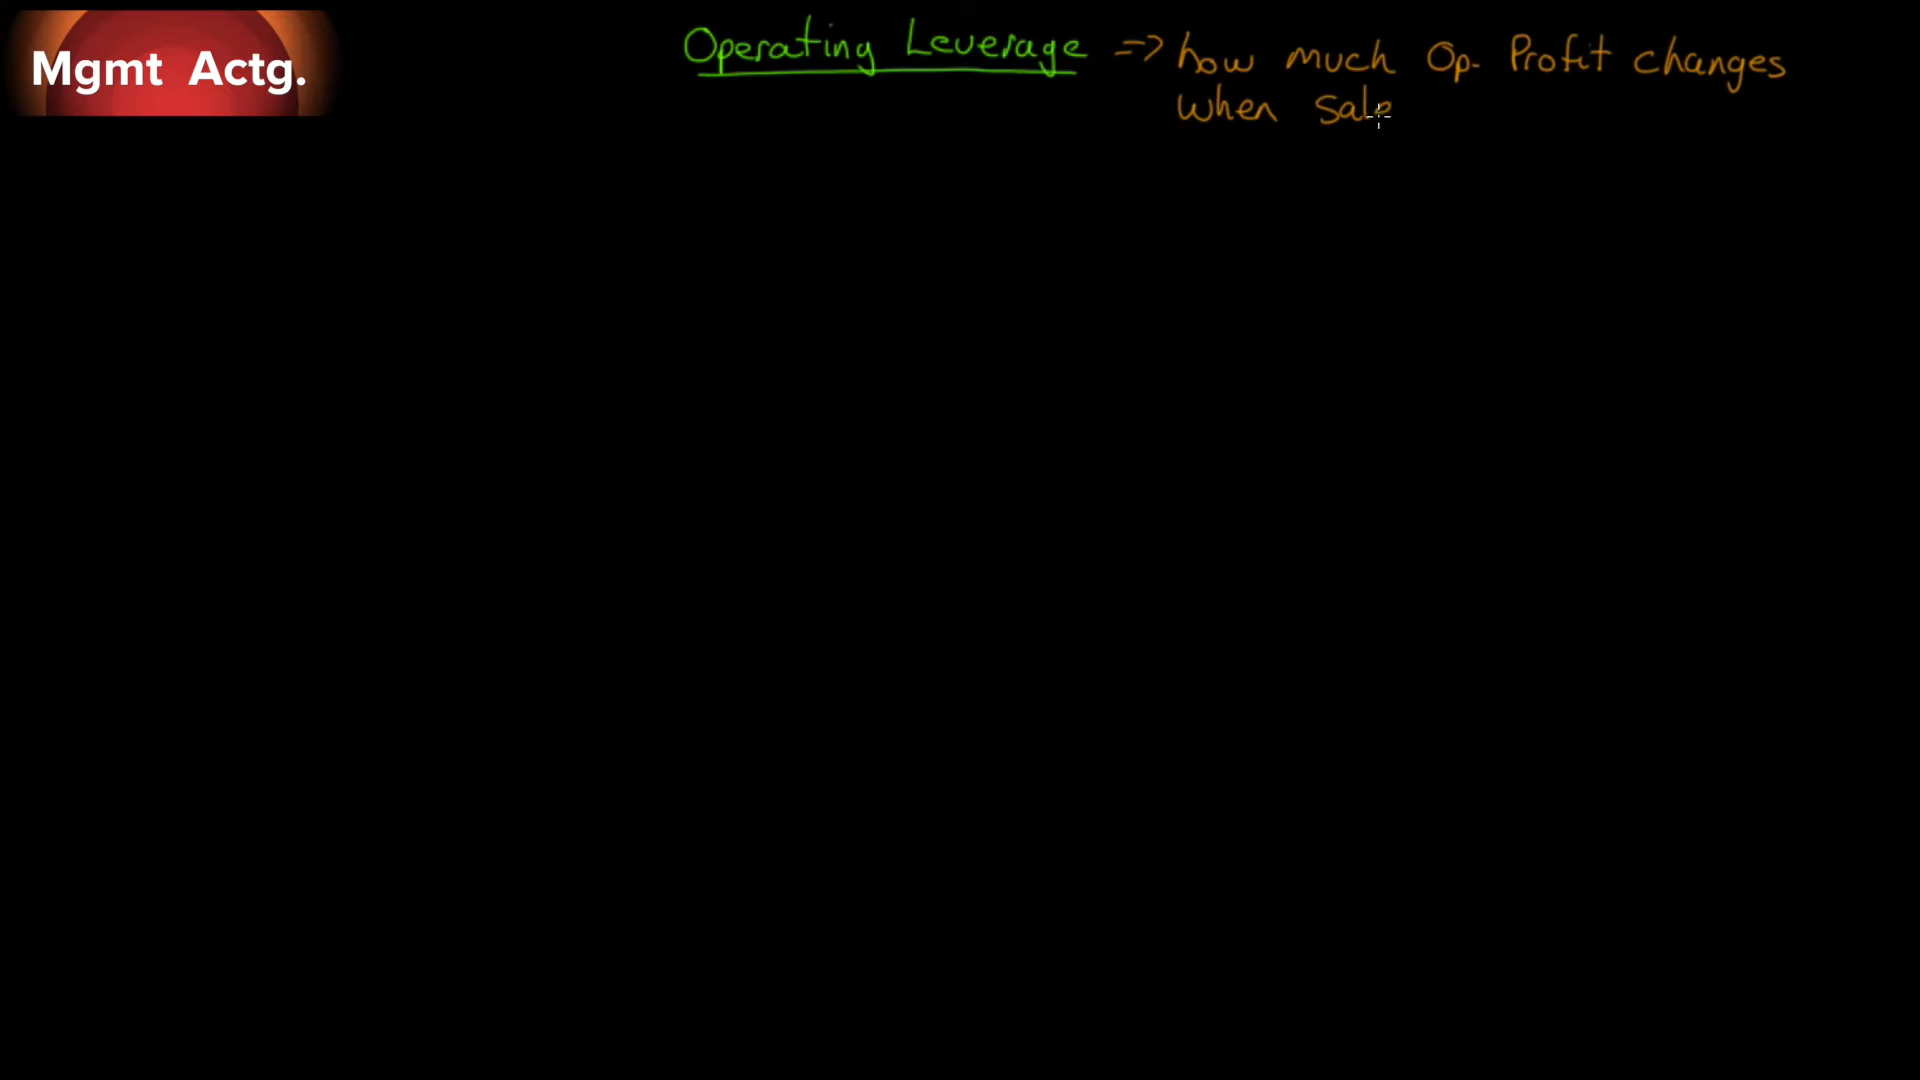 Mgmt Actg.
Operating Leverage => how much Op. Profit changes
when sale